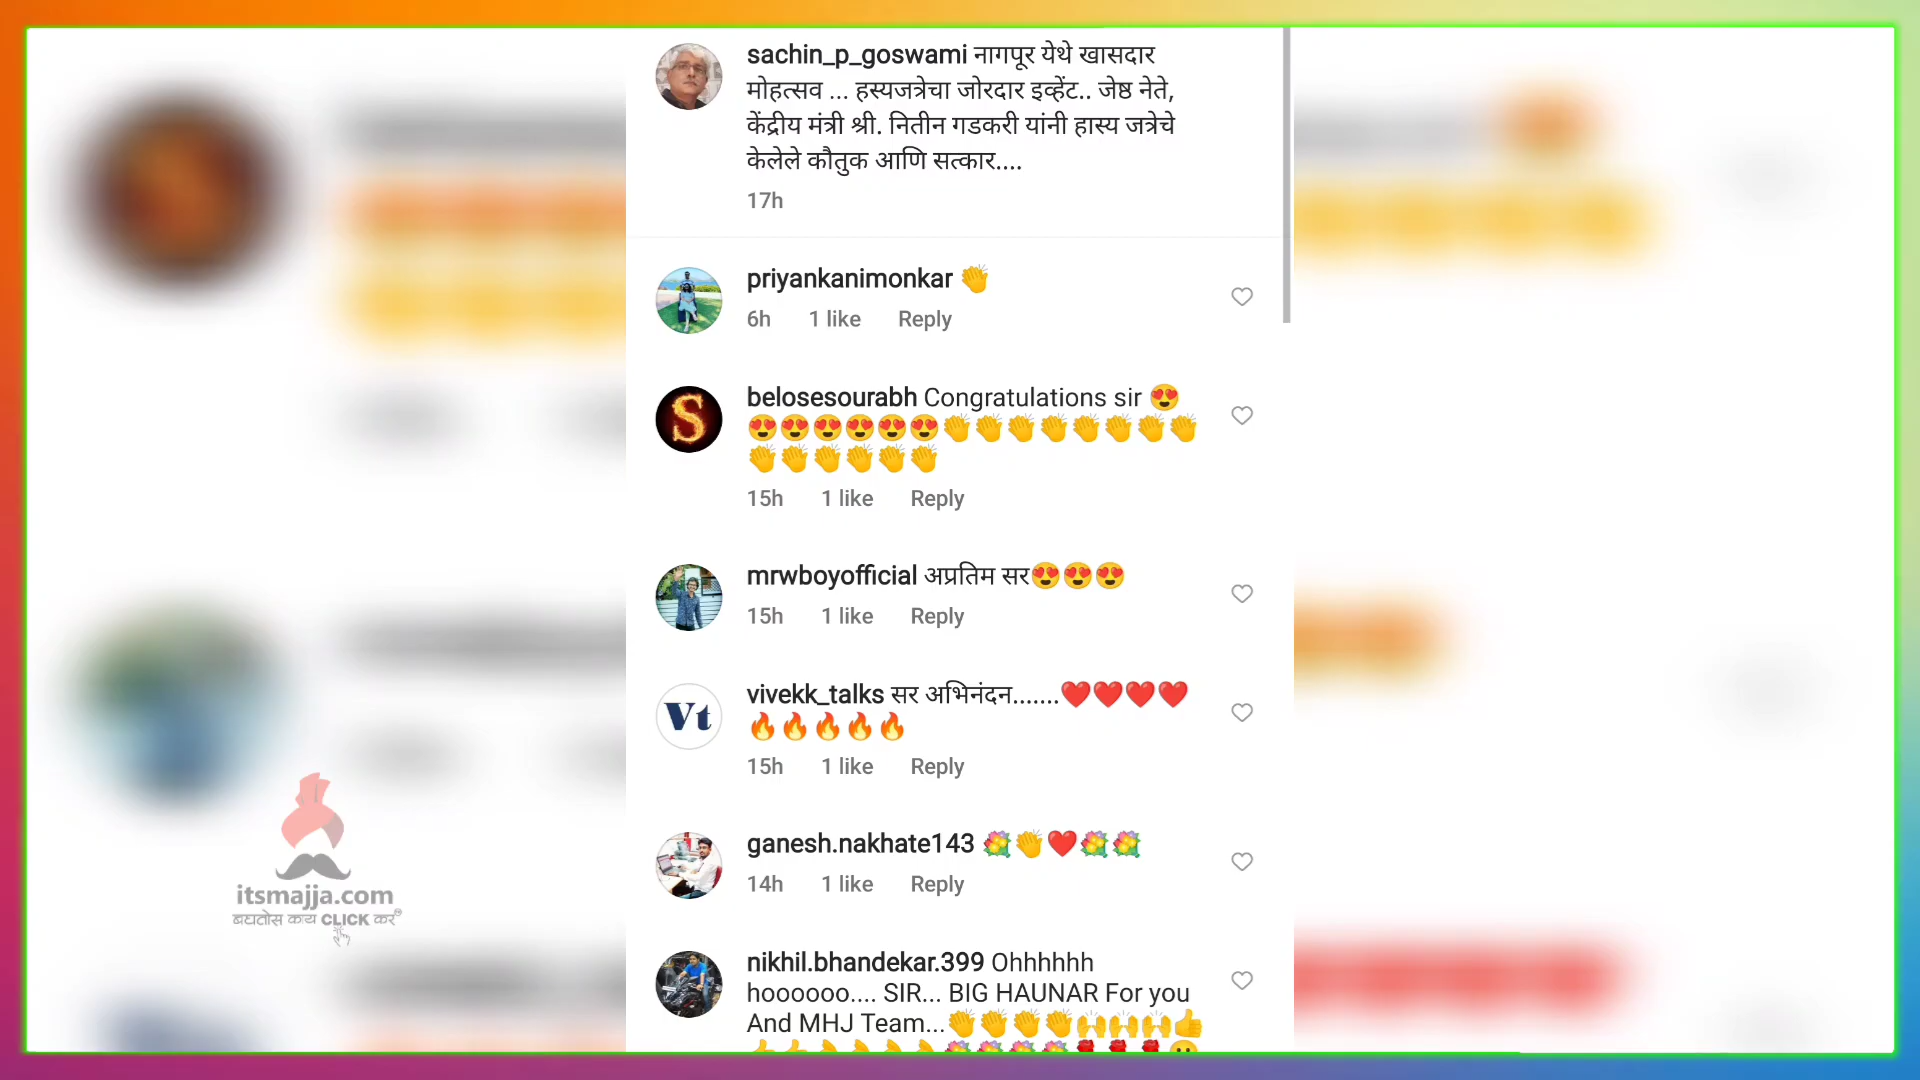 sachin_p_goswami नागपूर येथे खासदार
मोहत्सव ... हस्यजत्रेचा जोरदार इव्हेंट.. जेष्ठ नेते,
केंद्रीय मंत्री श्री. नितीन गडकरी यांनी हास्य जत्रेचे
केलेले कौतुक आणि सत्कार....
17h
priyankanimonkar 👏
6h 1 like Reply
belosesourabh Congratulations sir 😍
😍😍😍😍😍😍👏👏👏👏👏👏👏👏
👏👏👏👏👏👏
15h 1 like Reply
mrwboyofficial अप्रतिम सर😍😍😍
15h 1 like Reply
vivekk_talks सर अभिनंदन.......❤️❤️❤️❤️
🔥🔥🔥🔥🔥
15h 1 like Reply
Vt
ganesh.nakhate143 💐👏❤️💐💐
14h 1 like Reply
nikhil.bhandekar.399 Ohhhhhh
hoooooo.... SIR... BIG HAUNAR For you
And MHJ Team...👏👏👏👏🙌🙌🙌👍
S
itsmajja.com
बघतोस काय CLICK कर